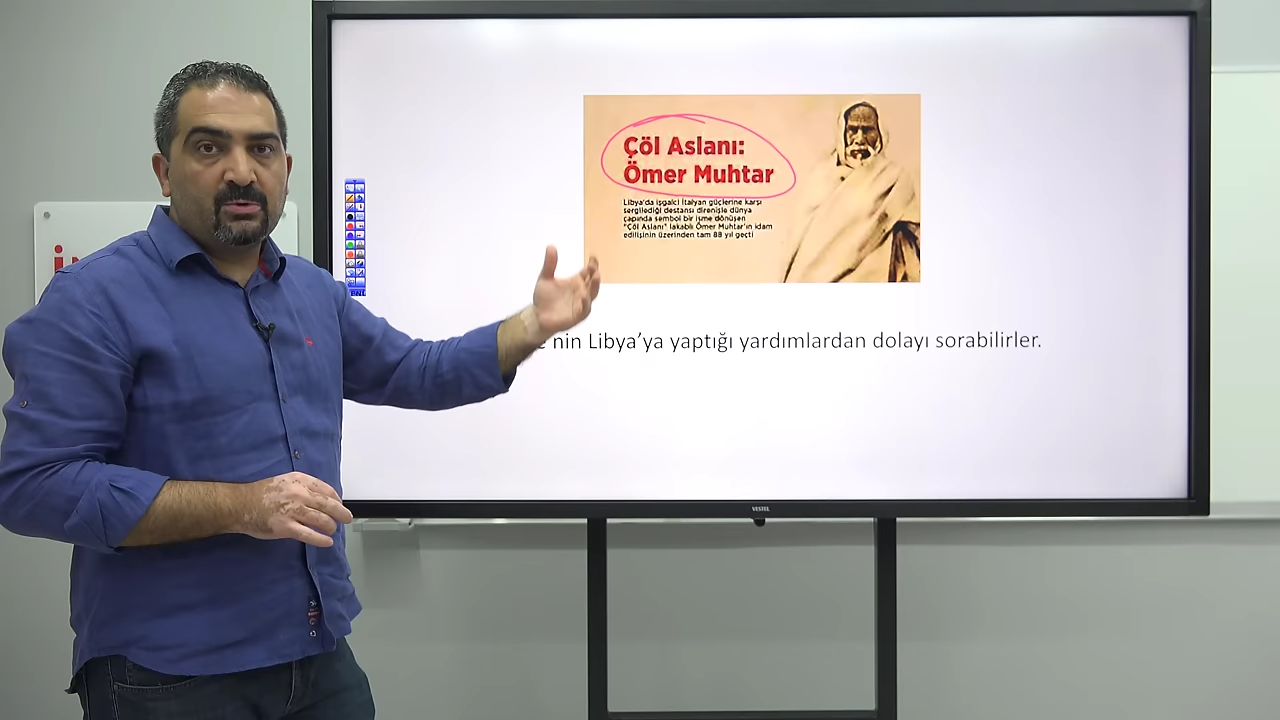 Çöl Aslanı:
Ömer Muhtar
Libya'da işgalci İtalyan güçlerine karşı
sergilediği destansı direnişle dünya
çapında sembol bir isme dönüşen
"Çöl Aslanı" lakablı Ömer Muhtar'ın idam
edilişinin üzerinden tam 88 yıl geçti
'nin Libya'ya yaptığı yardımlardan dolayı sorabilirler.
VESTEL